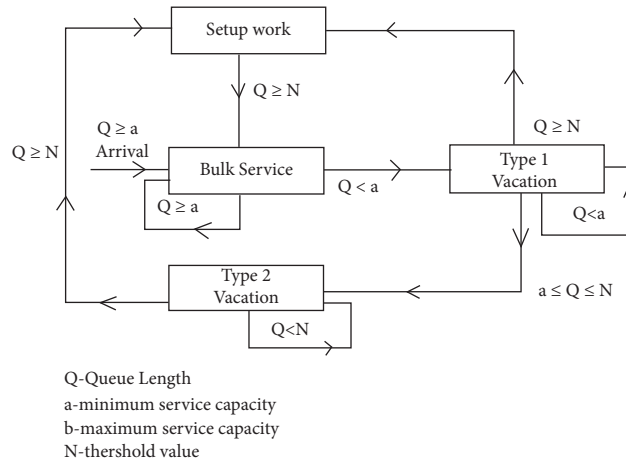 Setup work
Q ≥ N
Q ≥ a
Arrival
Q ≥ N
Q ≥ N
Bulk Service
Type 1
Vacation
Q < a
Q ≥ a
Q<a
Type 2
Vacation
a ≤ Q ≤ N
Q<N
Q-Queue Length
a-minimum service capacity
b-maximum service capacity
N-thershold value